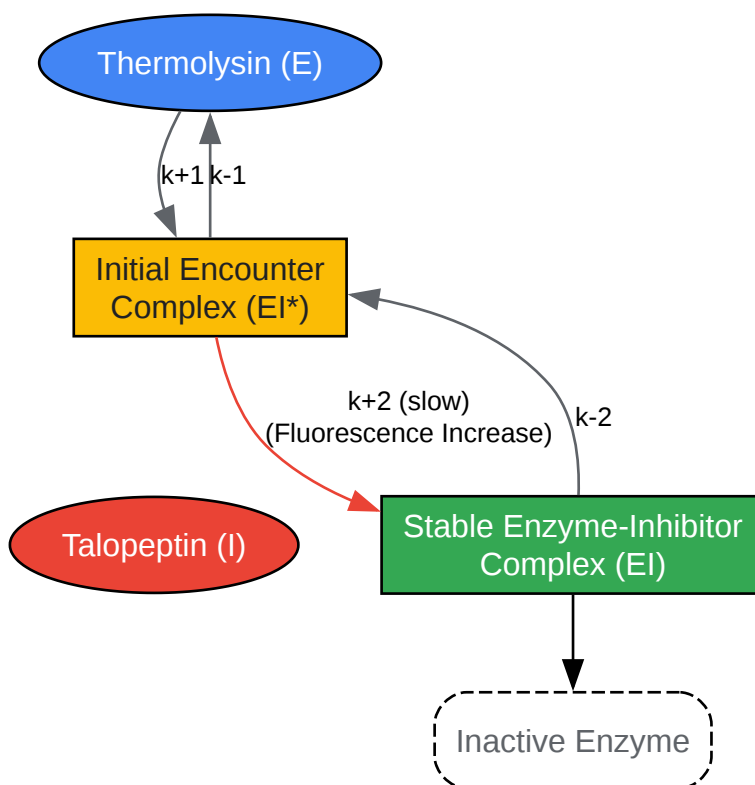 Thermolysin (E)
k+1
k-1
Initial Encounter
Complex (EI*)
k+2 (slow)
(Fluorescence Increase)
k-2
Talopeptin (I)
Stable Enzyme-Inhibitor
Complex (EI)
Inactive Enzyme